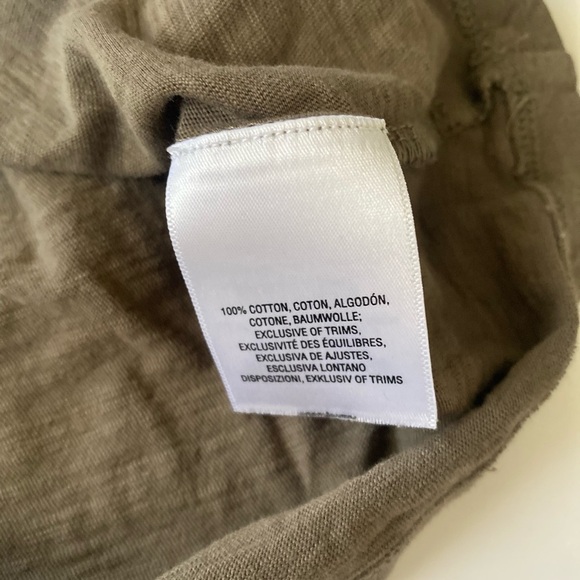 100% COTTON, COTON, ALGODÓN,
COTONE, BAUMWOLLE;
EXCLUSIVE OF TRIMS,
EXCLUSIVITÉ DES ÉQUILIBRES,
EXCLUSIVA DE AJUSTES,
ESCLUSIVA LONTANO
DISPOSIZIONI, EXKLUSIV OF TRIMS